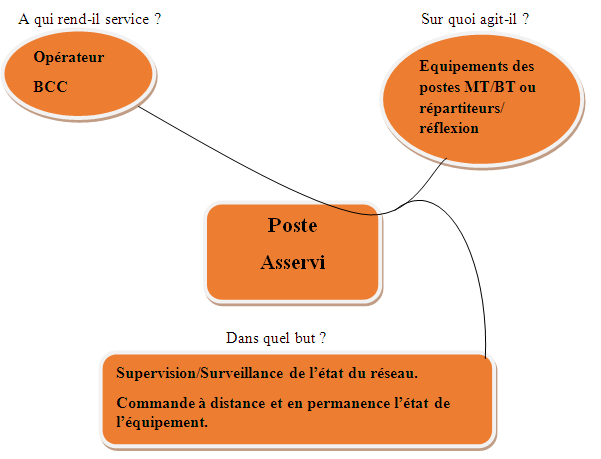 A qui rend-il service ?
Sur quoi agit-il ?
Opérateur
BCC
Equipements des
postes MT/BT ou
répartiteurs/
réflexion
Poste
Asservi
Dans quel but ?
Supervision/Surveillance de l’état du réseau.
Commande à distance et en permanence l’état de
l’équipement.